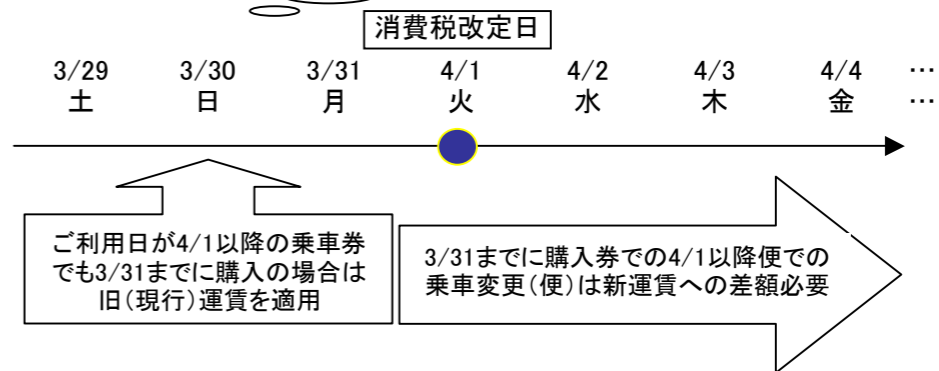 消費税改定日
3/29 3/30 3/31 4/1 4/2 4/3 4/4 …
土 日 月 火 水 木 金 …
ご利用日が4/1以降の乗車券
でも3/31までに購入の場合は
旧(現行)運賃を適用
3/31までに購入券での4/1以降便での
乗車変更(便)は新運賃への差額必要